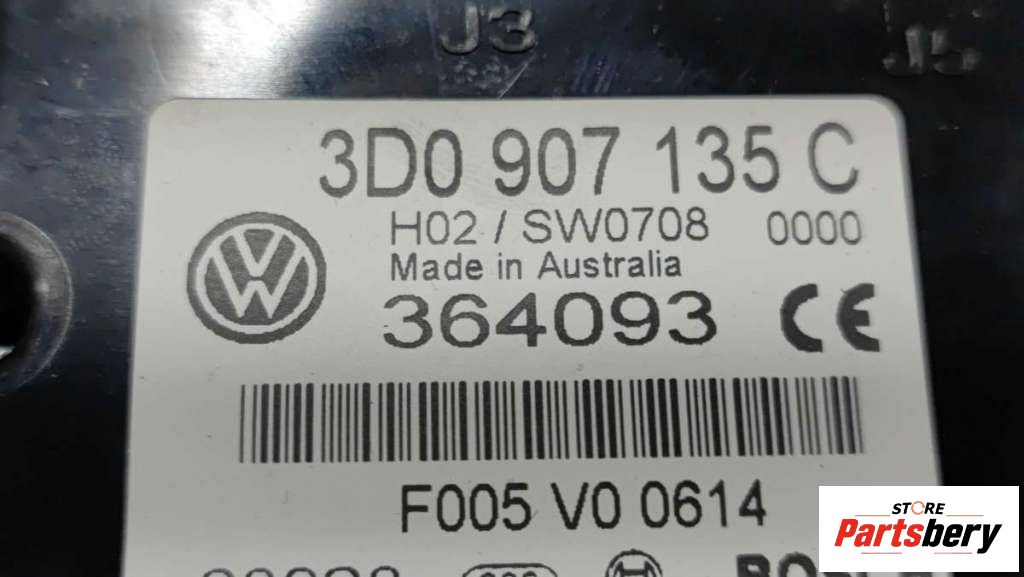 J3
J5
3D0 907 135 C
H02 / SW0708 0000
Made in Australia
364093 CE
F005 V0 0614
STORE
Partsbery